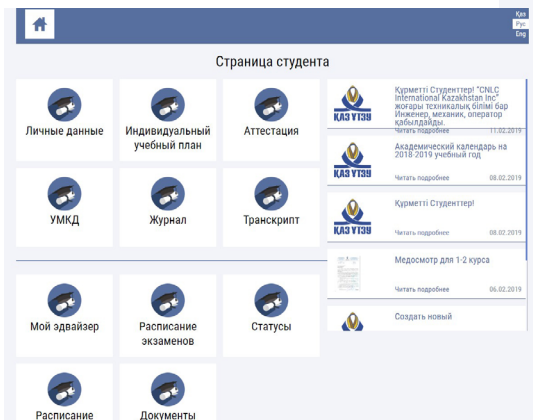 Қаз
Рус
Eng
Страница студента
Личные данные
Индивидуальный
учебный план
Аттестация
УМКД
Журнал
Транскрипт
Мой эдвайзер
Расписание
экзаменов
Статусы
Расписание
Документы
ҚАЗ ҰТЗУ
Құрметті Студенттер! "CNLC
International Kazakhstan Inc"
жоғары техникалық білімі бар
Инженер, механик, оператор
қабылдайды.
Читать подробнее 11.02.2019
ҚАЗ ҰТЗУ
Академический календарь на
2018-2019 учебный год
Читать подробнее 08.02.2019
ҚАЗ ҰТЗУ
Құрметті Студенттер!
Читать подробнее 08.02.2019
Медосмотр для 1-2 курса
Читать подробнее 06.02.2019
Создать новый